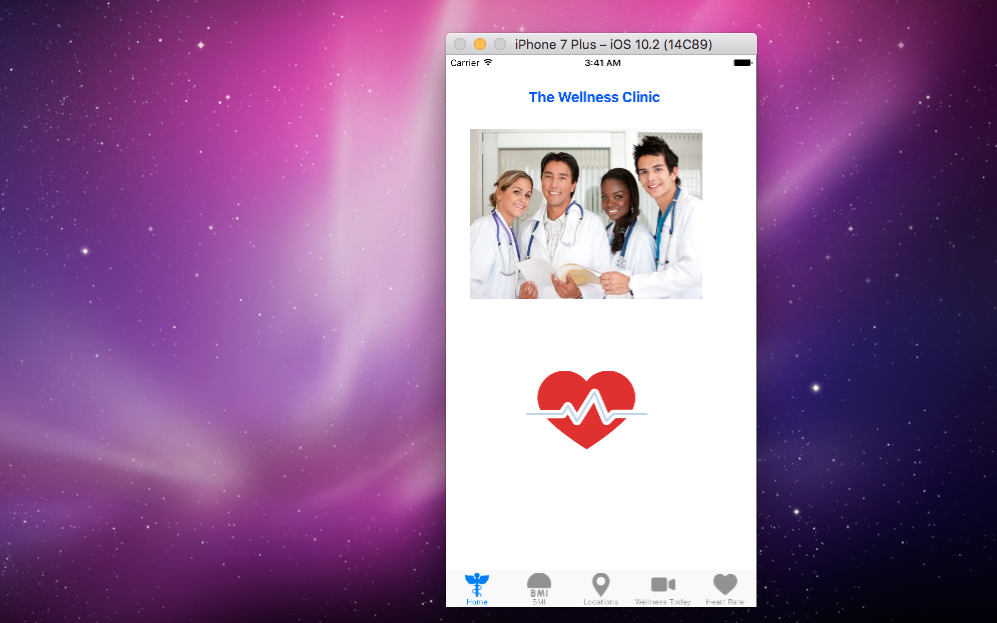 iPhone 7 Plus – iOS 10.2 (14C89)
Carrier 3:41 AM
The Wellness Clinic
BMI
Home BMI Locations Wellness Today Heart Rate